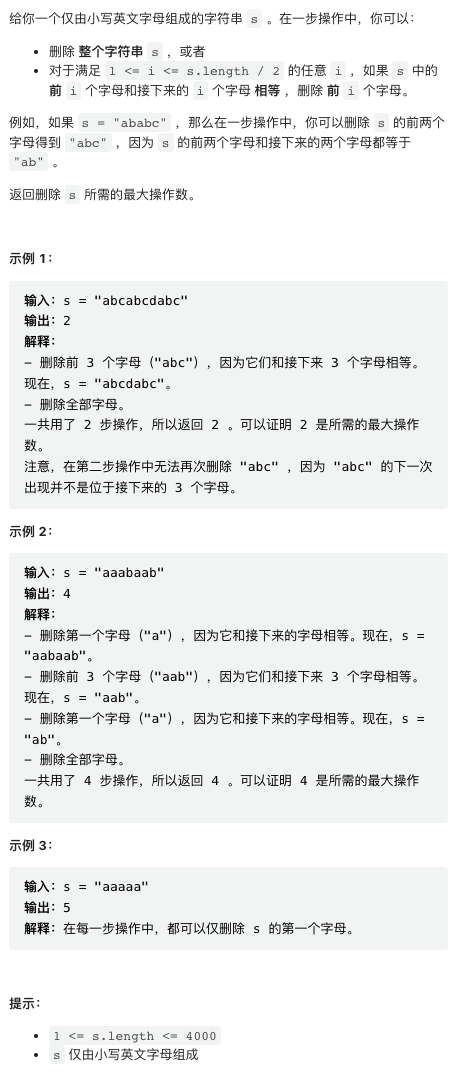 给你一个仅由小写英文字母组成的字符串 s 。在一步操作中，你可以：
• 删除 整个字符串 s ，或者
• 对于满足 1 <= i <= s.length / 2 的任意 i ，如果 s 中的
前 i 个字母和接下来的 i 个字母 相等 ，删除 前 i 个字母。
例如，如果 s = "ababc" ，那么在一步操作中，你可以删除 s 的前两个
字母得到 "abc" ，因为 s 的前两个字母和接下来的两个字母都等于
"ab" 。
返回删除 s 所需的最大操作数。
示例 1：
输入：s = "abcabcdabc"
输出：2
解释：
- 删除前 3 个字母（"abc"），因为它们和接下来 3 个字母相等。
现在，s = "abcdabc"。
- 删除全部字母。
一共用了 2 步操作，所以返回 2 。可以证明 2 是所需的最大操作
数。
注意，在第二步操作中无法再次删除 "abc" ，因为 "abc" 的下一次
出现并不是位于接下来的 3 个字母。
示例 2：
输入：s = "aaabaab"
输出：4
解释：
- 删除第一个字母（"a"），因为它和接下来的字母相等。现在，s =
"aabaab"。
- 删除前 3 个字母（"aab"），因为它们和接下来 3 个字母相等。
现在，s = "aab"。
- 删除第一个字母（"a"），因为它和接下来的字母相等。现在，s =
"ab"。
- 删除全部字母。
一共用了 4 步操作，所以返回 4 。可以证明 4 是所需的最大操作
数。
示例 3：
输入：s = "aaaaa"
输出：5
解释：在每一步操作中，都可以仅删除 s 的第一个字母。
提示：
• 1 <= s.length <= 4000
• s 仅由小写英文字母组成